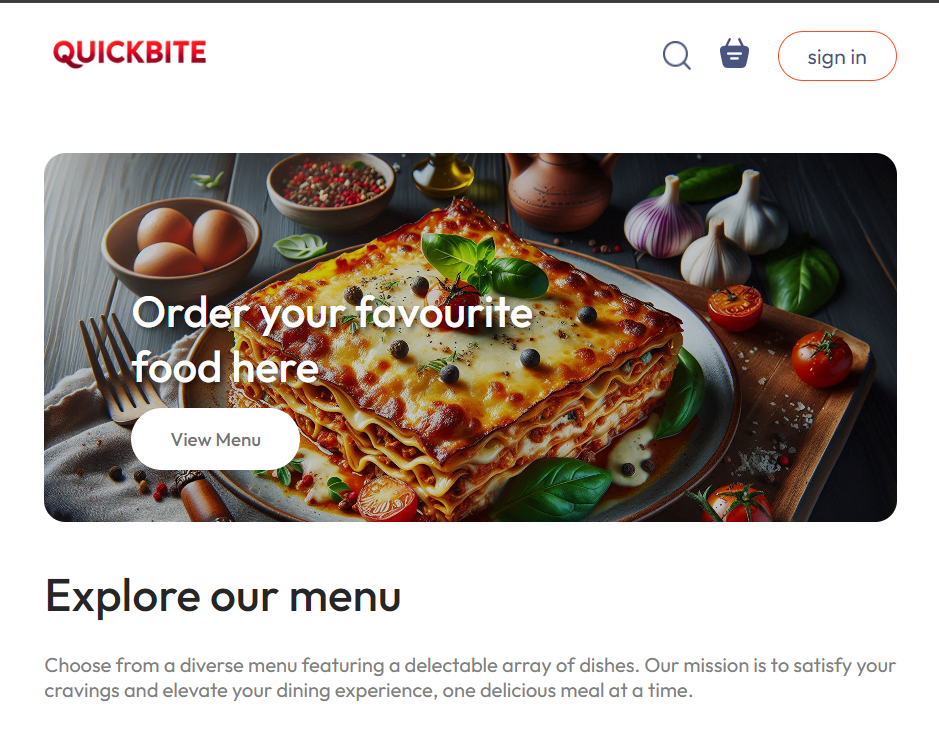 QUICKBITE
sign in
Order your favourite
food here
View Menu
Explore our menu
Choose from a diverse menu featuring a delectable array of dishes. Our mission is to satisfy your
cravings and elevate your dining experience, one delicious meal at a time.